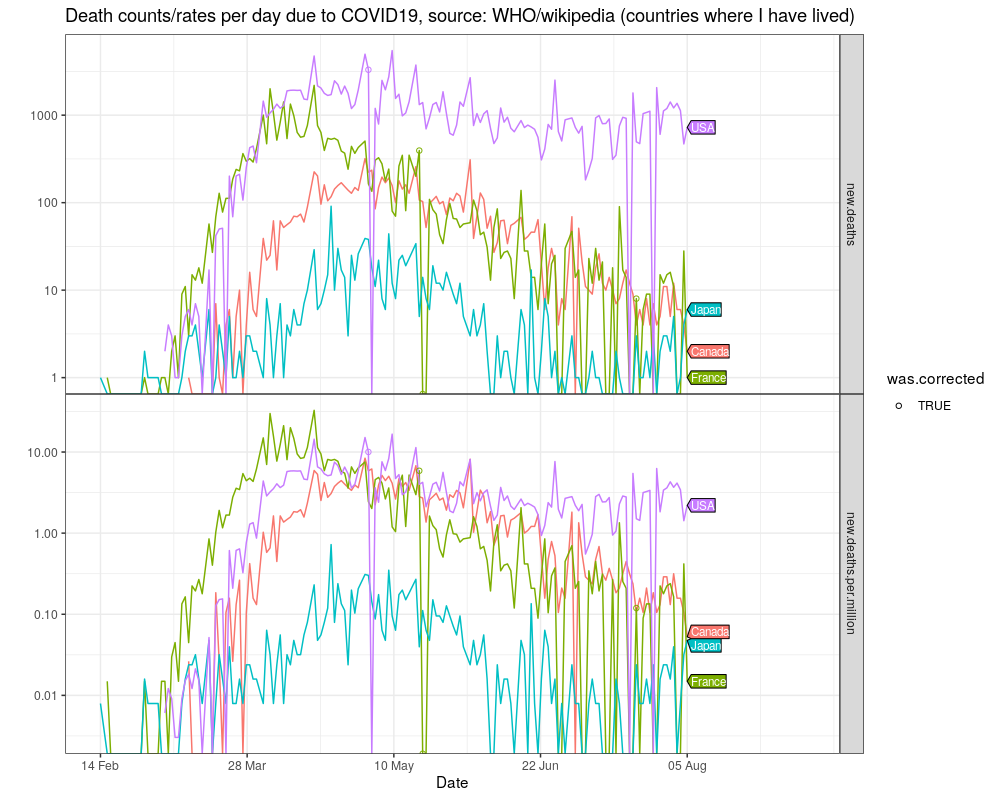 Death counts/rates per day due to COVID19, source: WHO/wikipedia (countries where I have lived)
1000
100
10
1
USA
Japan
Canada
France
new.deaths
10.00
1.00
0.10
0.01
USA
Canada
Japan
France
new.deaths.per.million
14 Feb
28 Mar
10 May
22 Jun
05 Aug
Date
was.corrected
TRUE